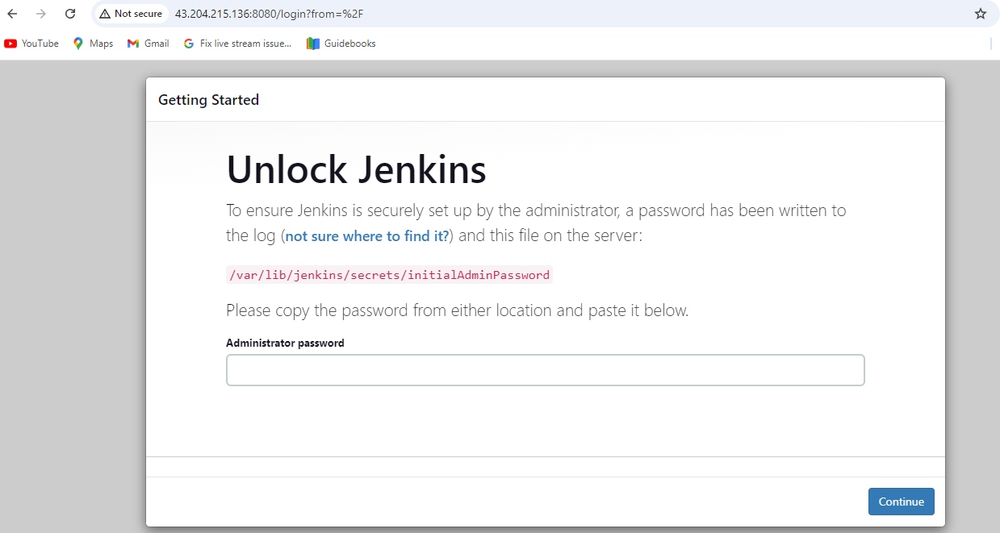 Not secure 43.204.215.136:8080/login?from=%2F
YouTube Maps Gmail Fix live stream issue... Guidebooks
Getting Started
Unlock Jenkins
To ensure Jenkins is securely set up by the administrator, a password has been written to
the log (not sure where to find it?) and this file on the server:
/var/lib/jenkins/secrets/initialAdminPassword
Please copy the password from either location and paste it below.
Administrator password
Continue